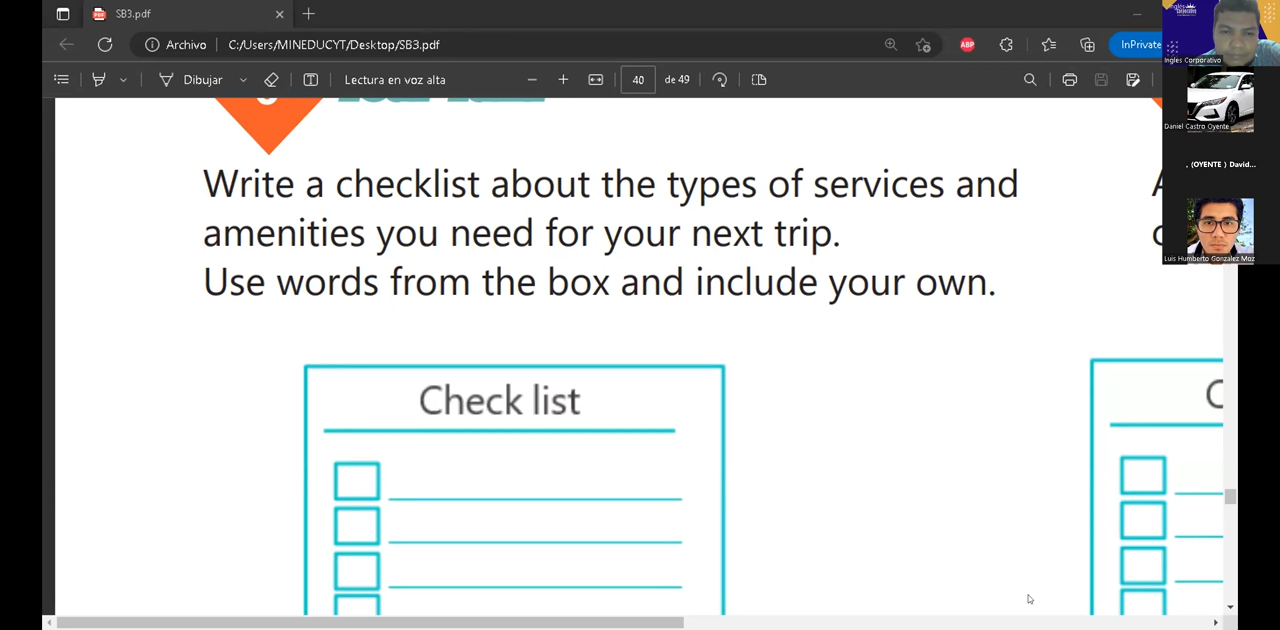 SB3.pdf
Archivo
C:/Users/MINEDUCYT/Desktop/SB3.pdf
ABP
InPrivate
Dibujar
Lectura en voz alta
40
de 49
Write a checklist about the types of services and
amenities you need for your next trip.
Use words from the box and include your own.
Check list
Ingles Corporativo
Daniel Castro Oyente
. (OYENTE ) David...
Luis Humberto Gonzalez Moz